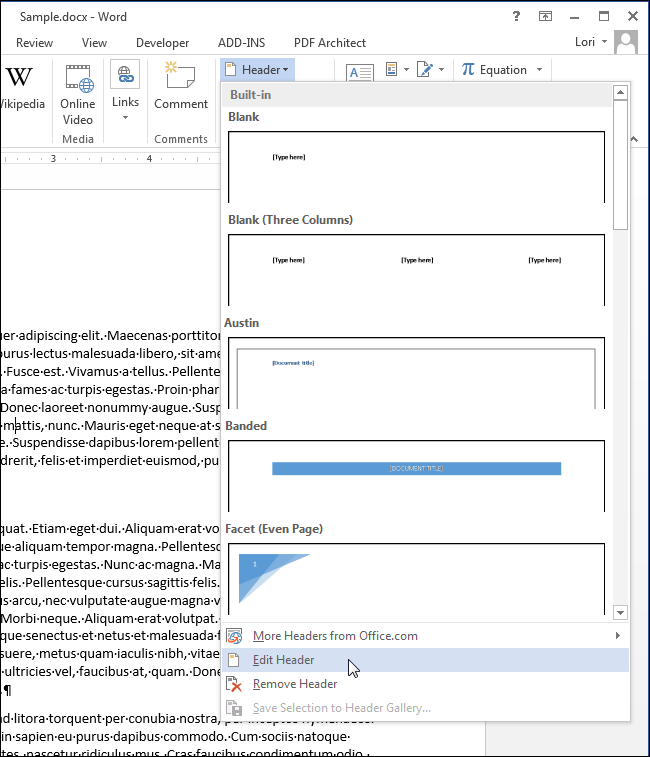 Sample.docx - Word
?
Review View Developer ADD-INS PDF Architect
Lori
W
Wikipedia
Online
Video
Links
Comment
Header
A
π Equation
Media
Comments
3 4
Built-in
Blank
[Type here]
Blank (Three Columns)
[Type here] [Type here] [Type here]
Austin
[Document title]
Banded
[DOCUMENT TITLE]
Facet (Even Page)
1
More Headers from Office.com
Edit Header
Remove Header
Save Selection to Header Gallery...
uer·adipiscing·elit.·Maecenas·porttitor
purus·lectus·malesuada·libero,·sit·ame
.·Fusce·est.·Vivamus·a·tellus.·Pellente
a·fames·ac·turpis·egestas.·Proin·phar
Donec·laoreet·nonummy·augue.·Susp
mattis,·nunc.·Mauris·eget·neque·at·s
e.·Suspendisse·dapibus·lorem·pellent
drerit,·felis·et·imperdiet·euismod,·pu
quat.·Etiam·eget·dui.·Aliquam·erat·vo
ue·aliquam·tempor·magna.·Pellentesq
ac·turpis·egestas.·Nunc·ac·magna.·Ma
elis.·Pellentesque·cursus·sagittis·felis.
us·arcu,·nec·vulputate·augue·magna·v
Morbi·neque.·Aliquam·erat·volutpat.
que·senectus·et·netus·et·malesuada·f
suere,·metus·quam·iaculis·nibh,·vitae
ultricies·vel,·faucibus·at,·quam.·Done
.¶
ad·litora·torquent·per·conubia·nostra,·per·inceptos·hymenaeos.·
in·sapien·eu·purus·dapibus·commodo.·Cum·sociis·natoque·
tes,·nascetur·ridiculus·mus.·Cras·faucibus·condimentum·odio.·